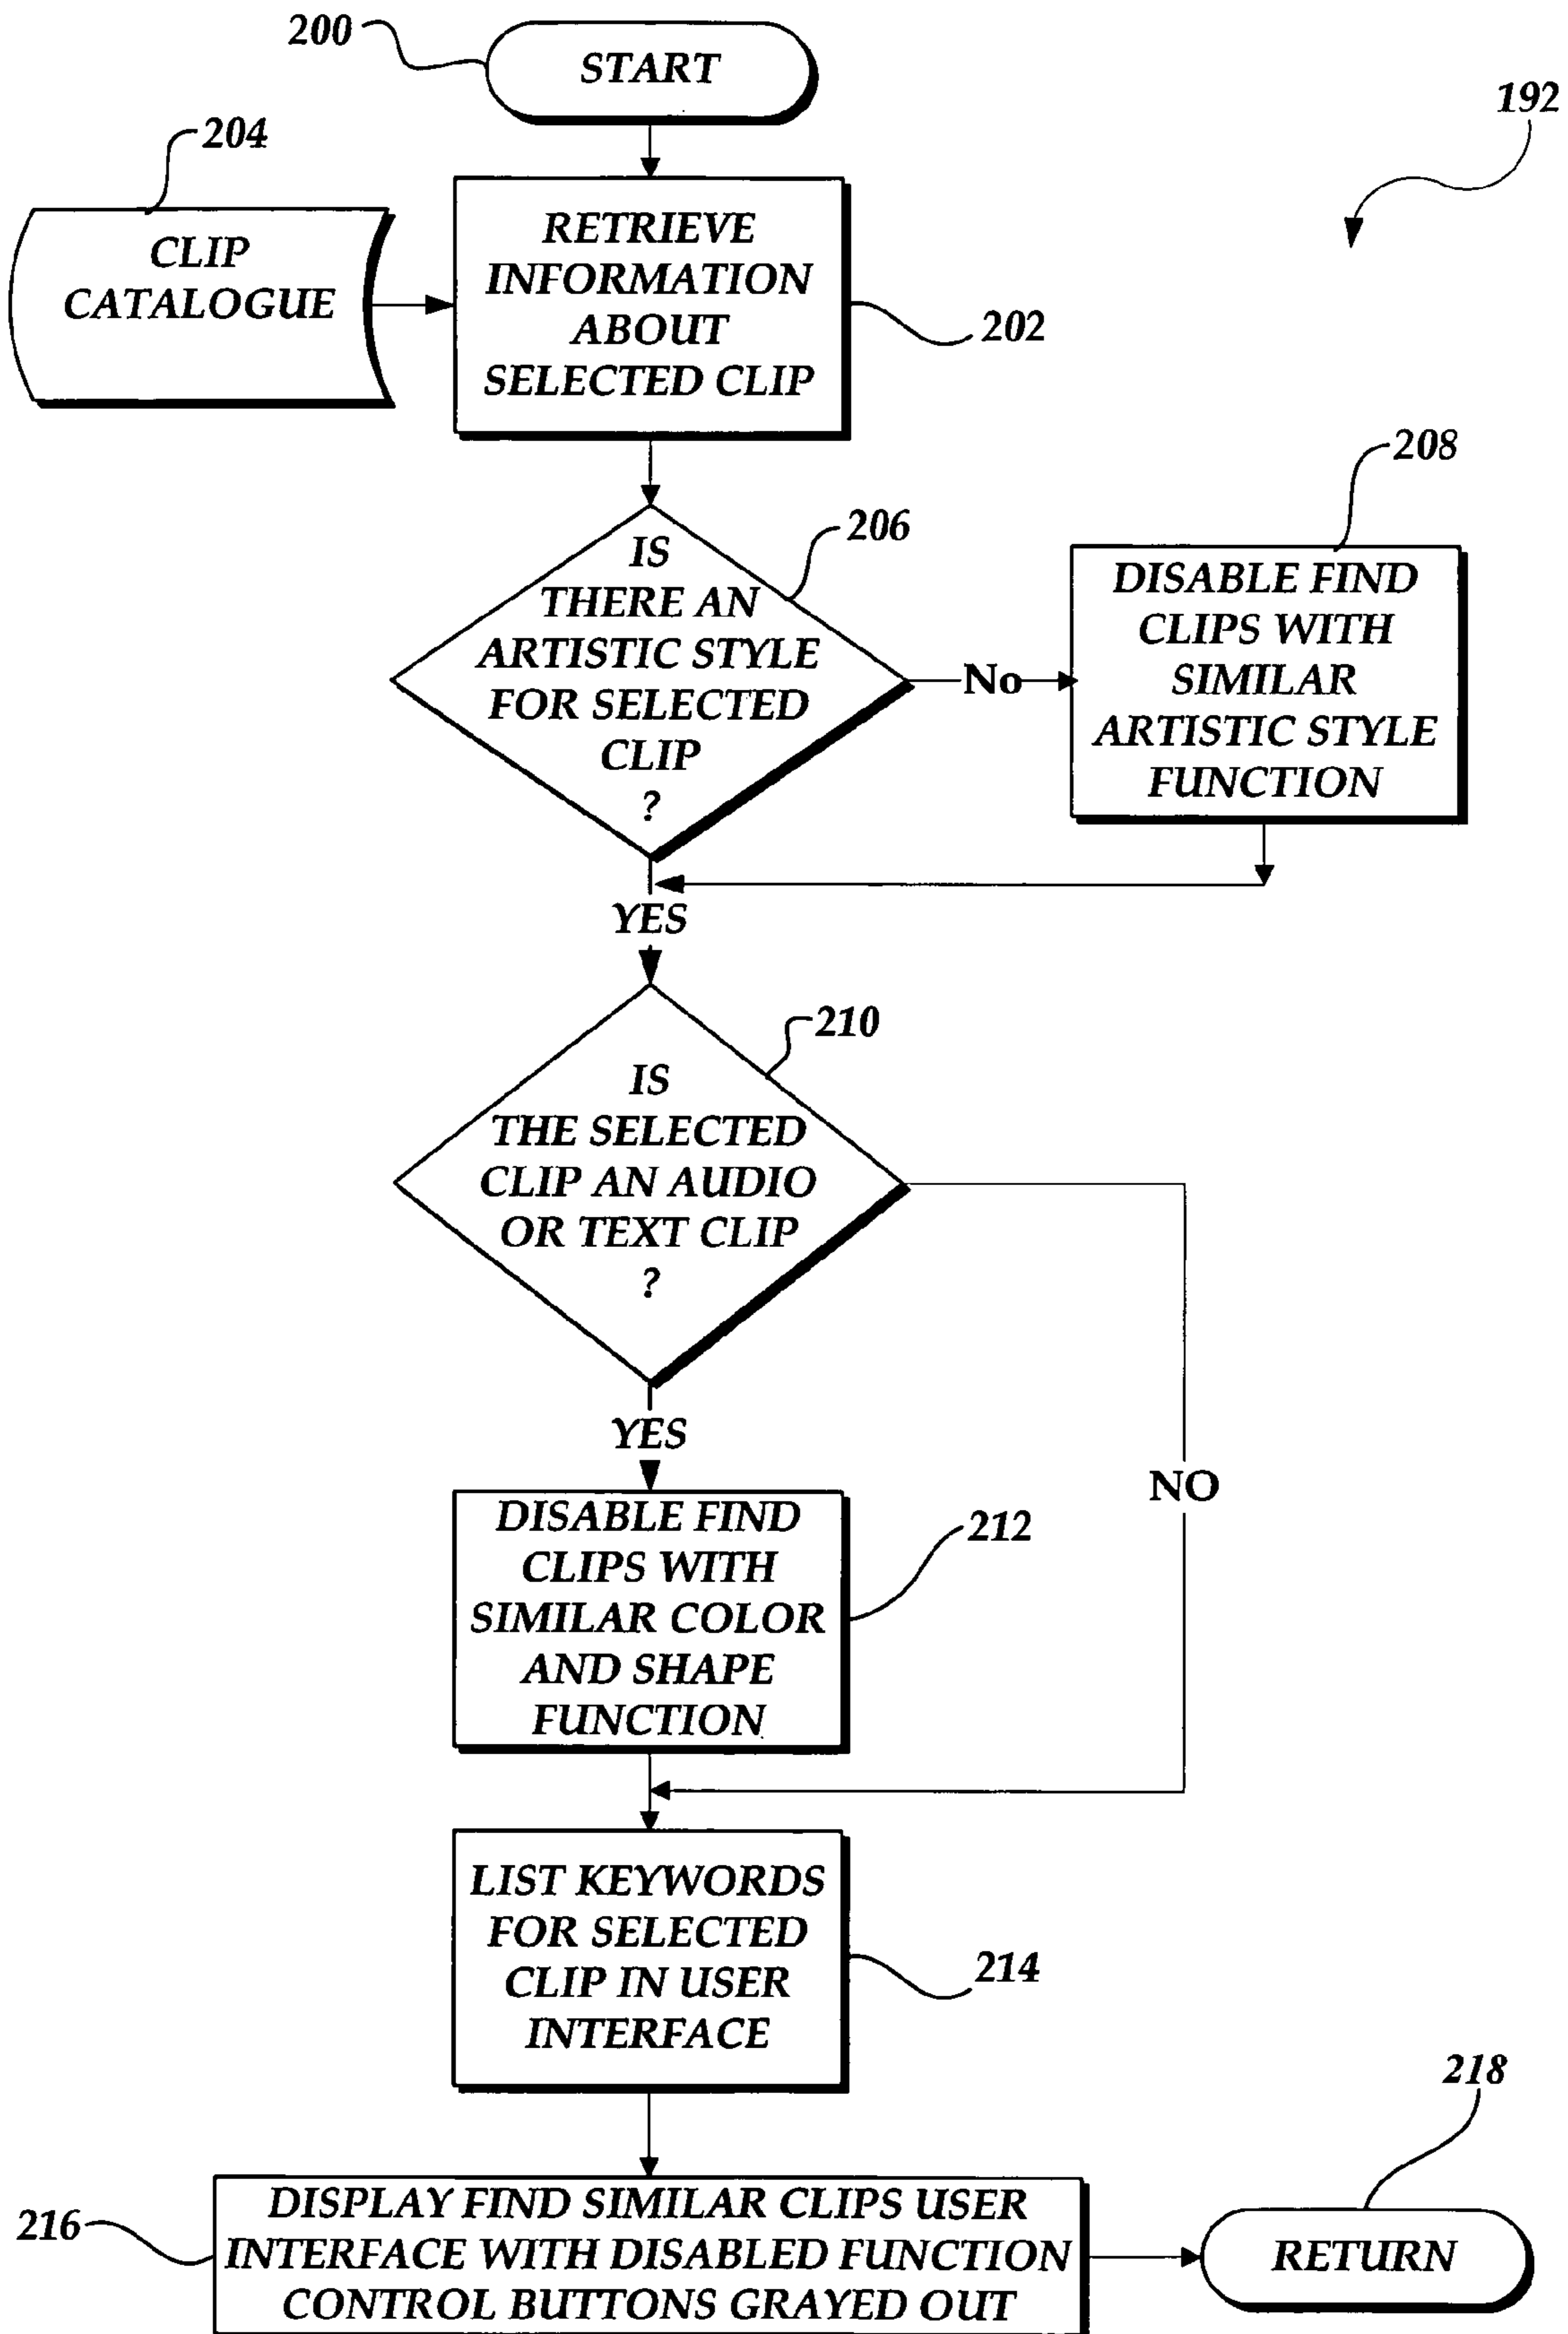 200
START
192
204
CLIP
CATALOGUE
RETRIEVE
INFORMATION
ABOUT
SELECTED CLIP
202
206
IS
THERE AN
ARTISTIC STYLE
FOR SELECTED
CLIP
?
No
208
DISABLE FIND
CLIPS WITH
SIMILAR
ARTISTIC STYLE
FUNCTION
YES
210
IS
THE SELECTED
CLIP AN AUDIO
OR TEXT CLIP
?
YES
NO
DISABLE FIND
CLIPS WITH
SIMILAR COLOR
AND SHAPE
FUNCTION
212
LIST KEYWORDS
FOR SELECTED
CLIP IN USER
INTERFACE
214
216
DISPLAY FIND SIMILAR CLIPS USER
INTERFACE WITH DISABLED FUNCTION
CONTROL BUTTONS GRAYED OUT
218
RETURN